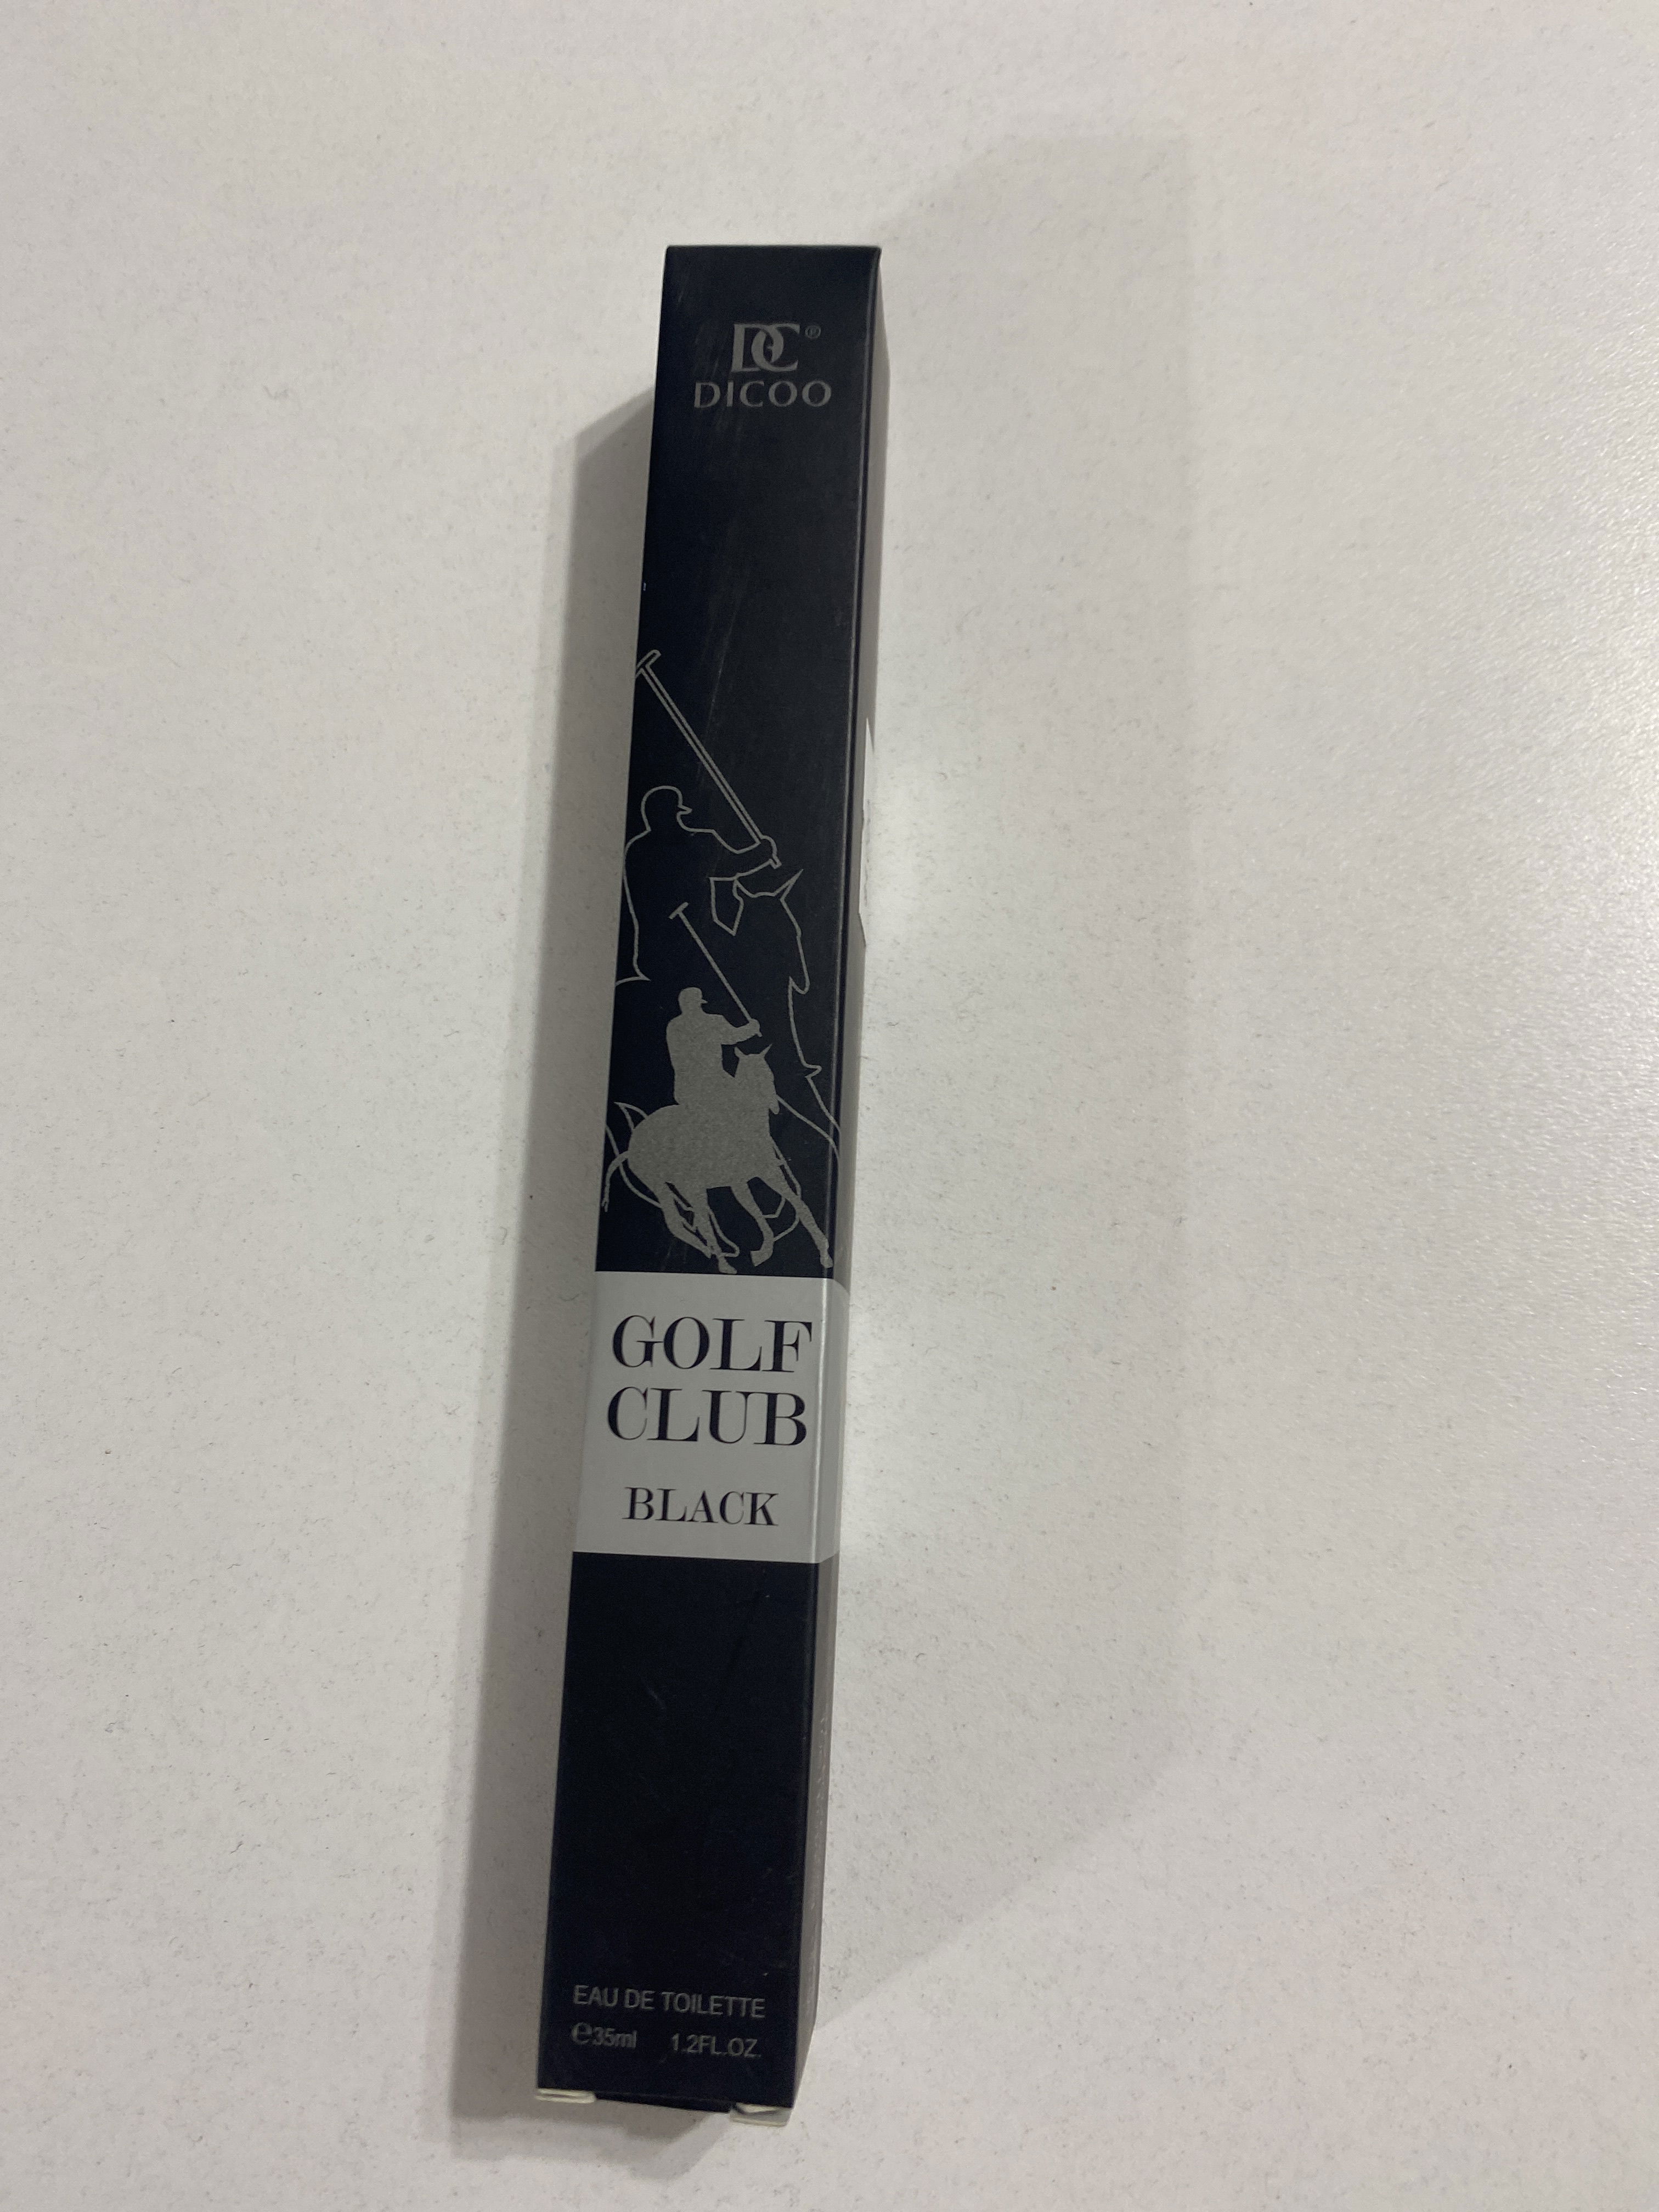 DC®
DICOO
GOLF
CLUB
BLACK
EAU DE TOILETTE
℮35ml 1.2FL.OZ.